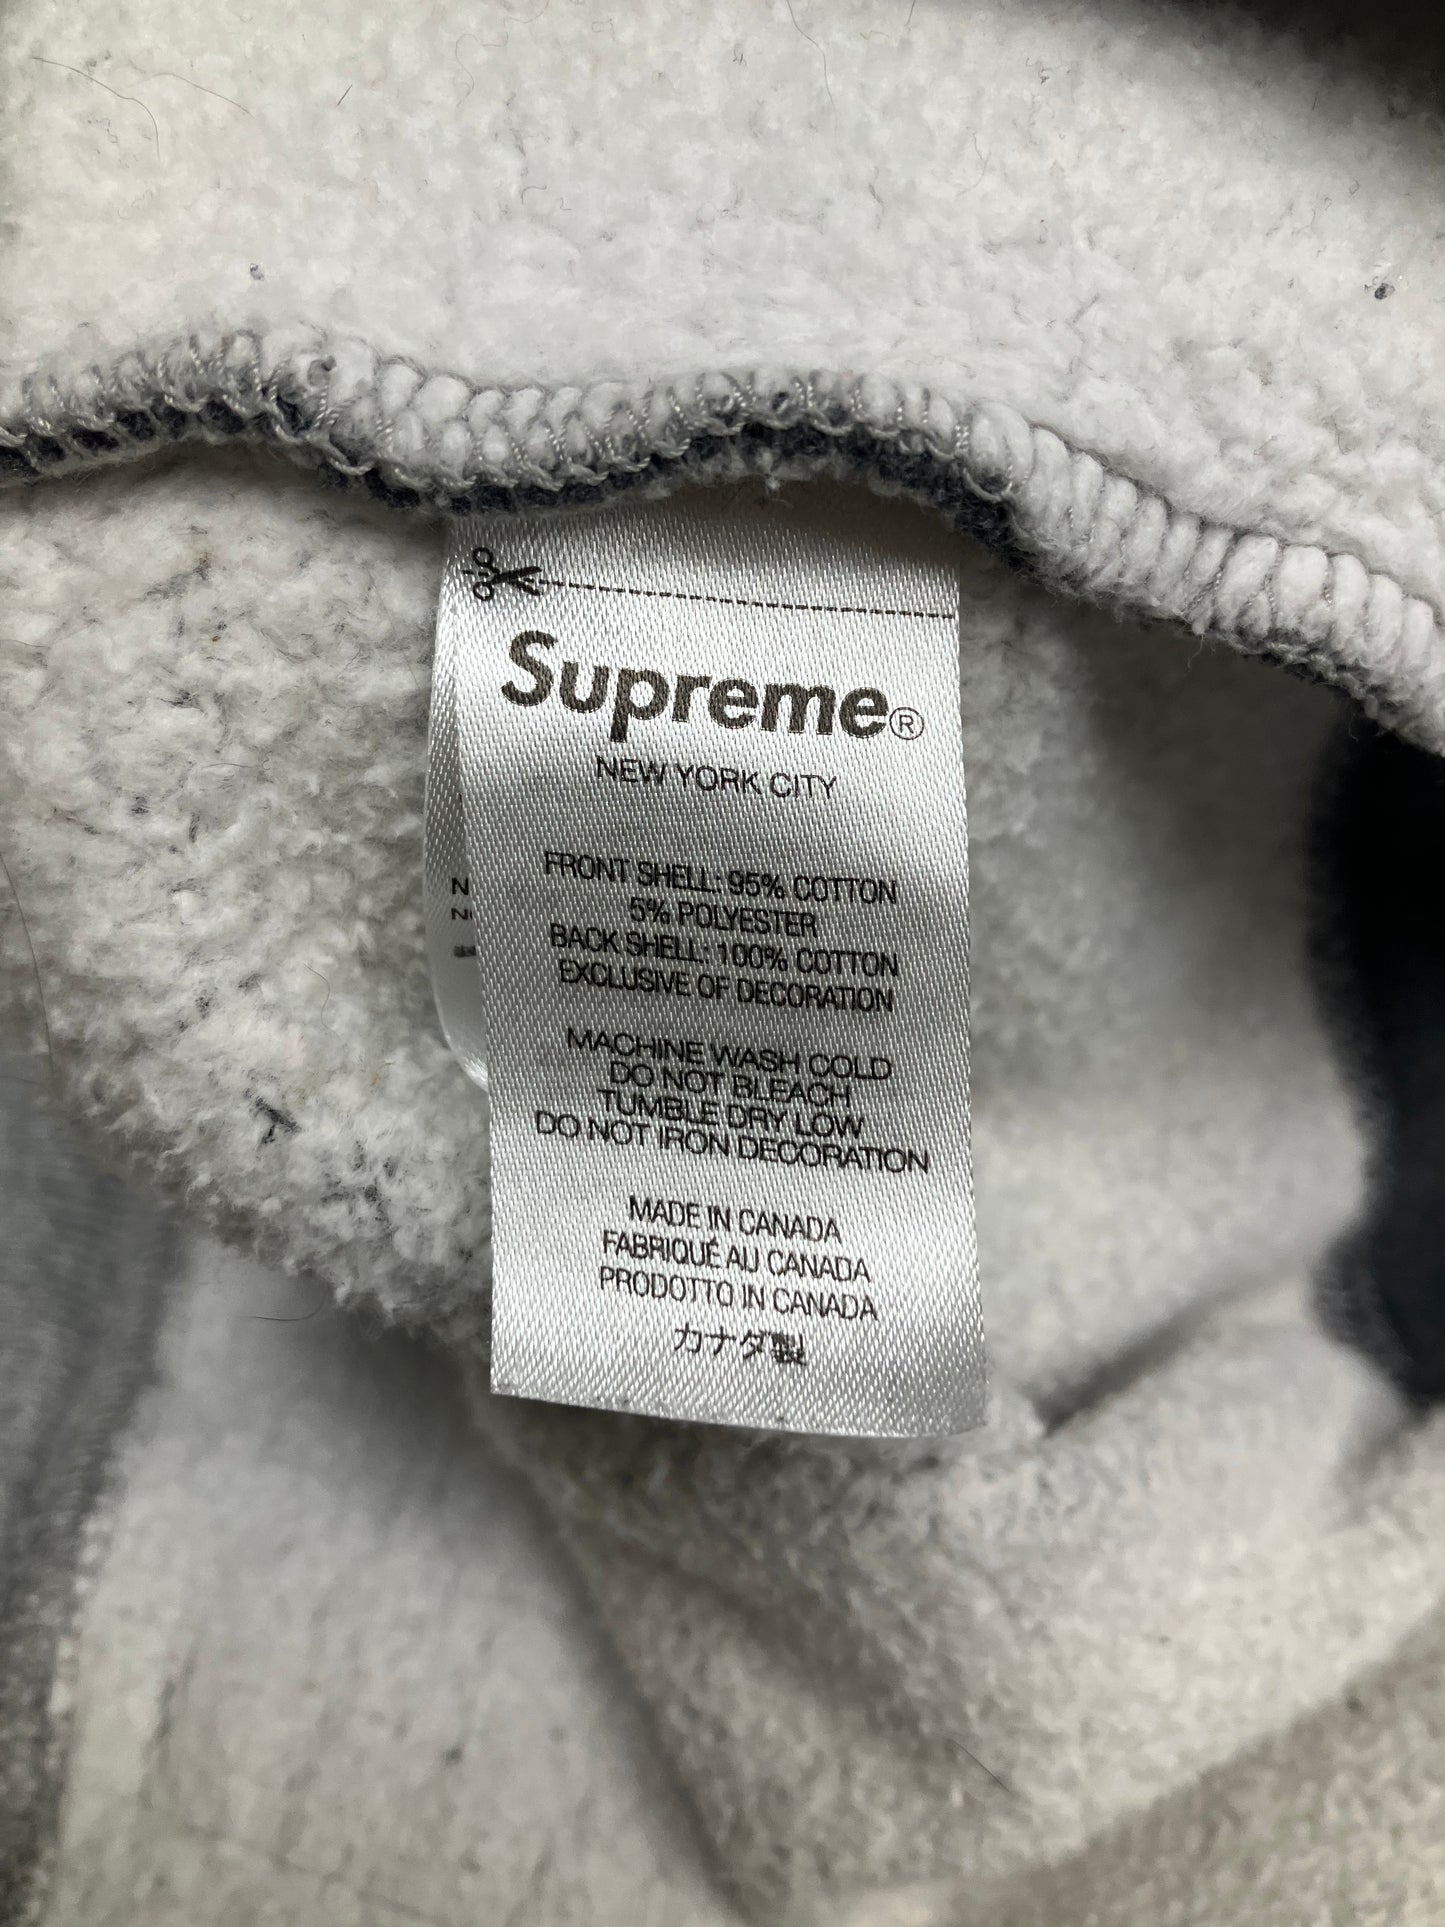 Supreme®
NEW YORK CITY
FRONT SHELL: 95% COTTON
5% POLYESTER
BACK SHELL: 100% COTTON
EXCLUSIVE OF DECORATION
MACHINE WASH COLD
DO NOT BLEACH
TUMBLE DRY LOW
DO NOT IRON DECORATION
MADE IN CANADA
FABRIQUÉ AU CANADA
PRODOTTO IN CANADA
カナダ製